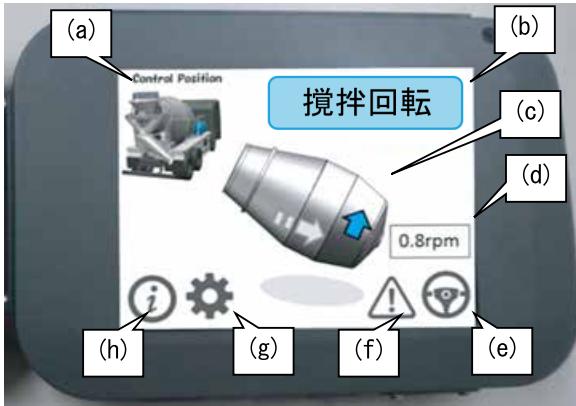 (a)
(b)
Control Position
撹拌回転
(c)
(d)
0.8rpm
(h)
(g)
(f)
(e)